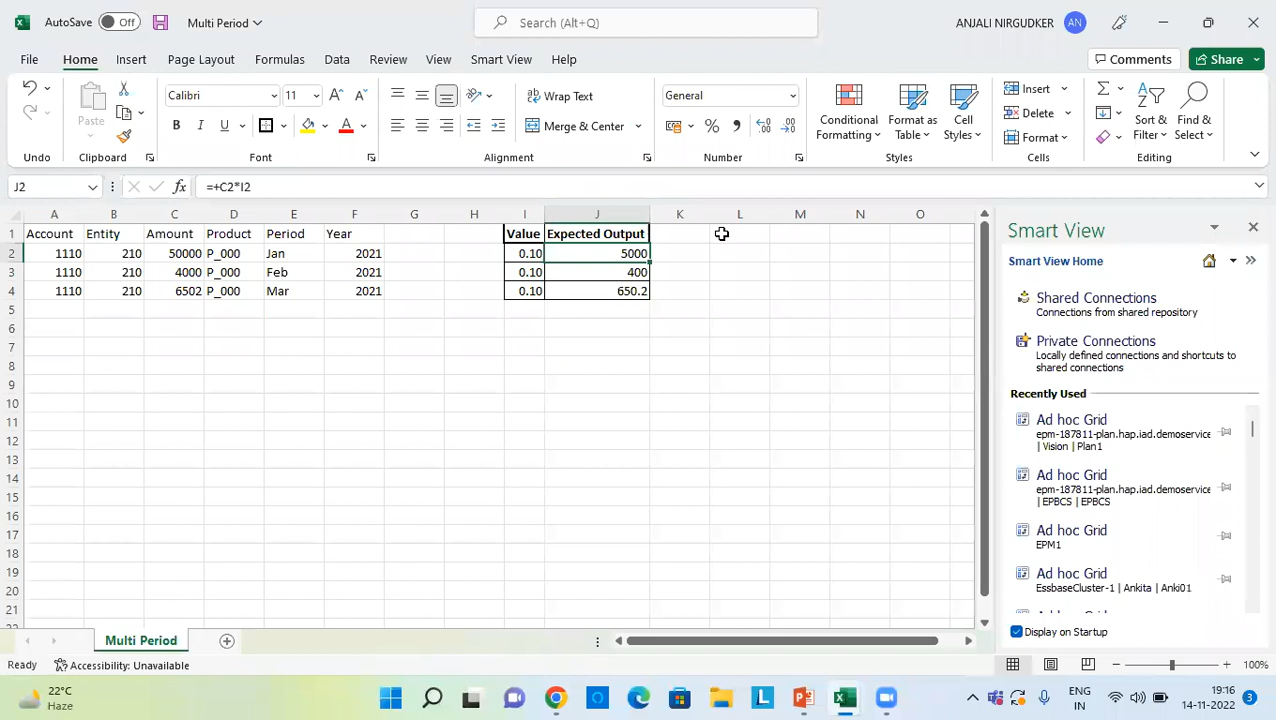 AutoSave Off Multi Period Search (Alt+Q) ANJALI NIRGUDKER AN
File Home Insert Page Layout Formulas Data Review View Smart View Help Comments Share
Paste Calibri 11 Wrap Text General Conditional Formatting Format as Table Cell Styles Insert Sort & Filter Find & Select
B I U Merge & Center % Delete
Format
Undo Clipboard Font Alignment Number Styles Cells Editing
J2 fx =+C2*I2
A B C D E F G H I J K L M N O
1 Account Entity Amount Product Period Year Value Expected Output
2 1110 210 50000 P_000 Jan 2021 0.10 5000
3 1110 210 4000 P_000 Feb 2021 0.10 400
4 1110 210 6502 P_000 Mar 2021 0.10 650.2
5
6
7
8
9
10
11
12
13
14
15
16
17
18
19
20
21
Smart View
Smart View Home
Shared Connections
Connections from shared repository
Private Connections
Locally defined connections and shortcuts to
shared connections
Recently Used
Ad hoc Grid
epm-187811-plan.hap.iad.demoservice
| Vision | Plan1
Ad hoc Grid
epm-187811-plan.hap.iad.demoservice
| EPBCS | EPBCS
Ad hoc Grid
EPM1
Ad hoc Grid
EssbaseCluster-1 | Ankita | Anki01
Display on Startup
Multi Period
Ready Accessibility: Unavailable 100%
22°C
Haze
ENG
IN
19:16
14-11-2022
3